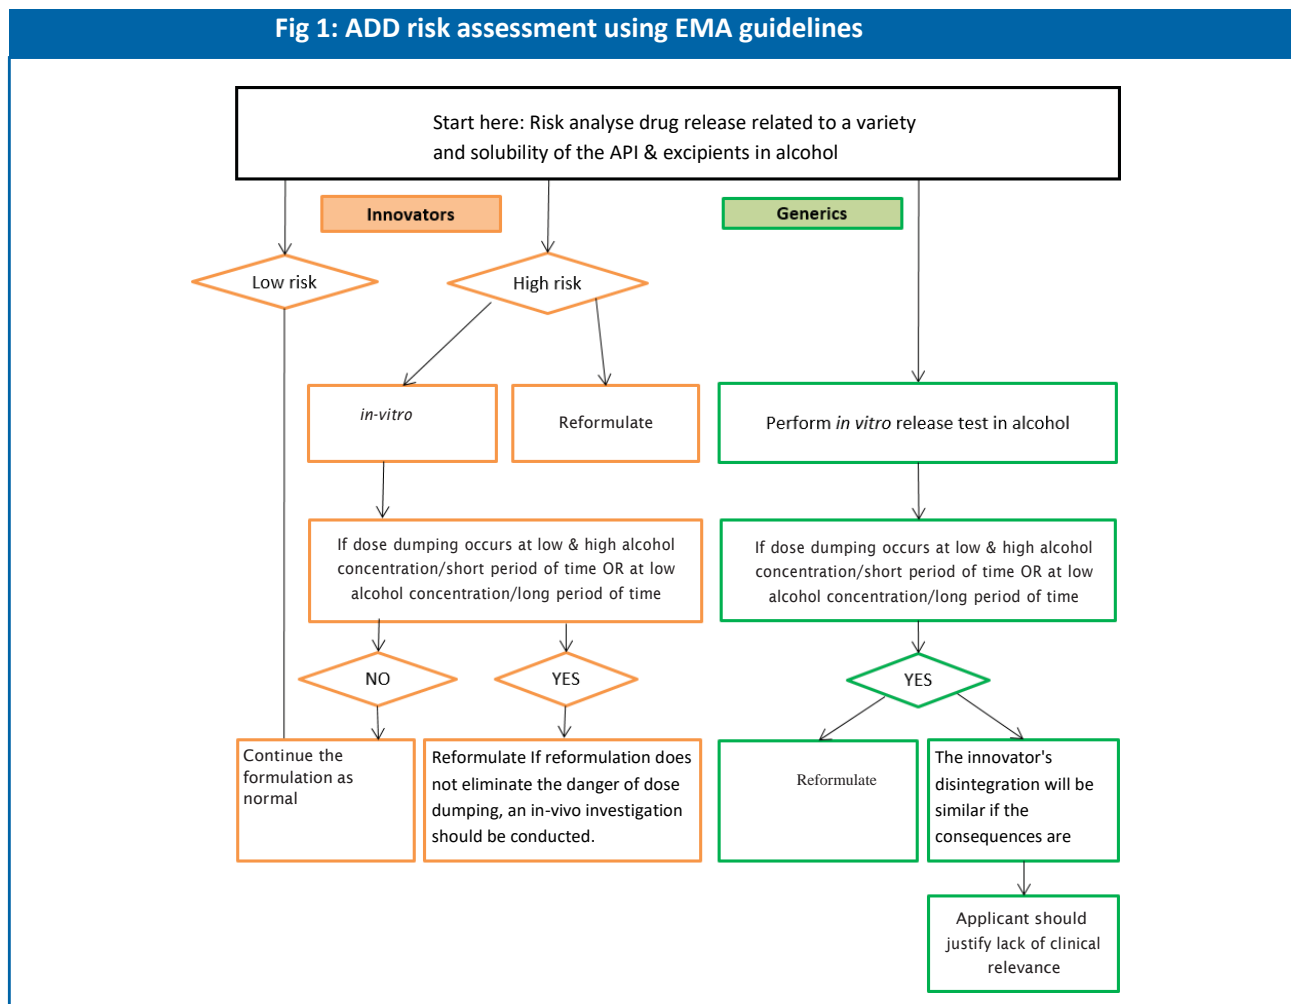 Fig 1: ADD risk assessment using EMA guidelines
Start here: Risk analyse drug release related to a variety
and solubility of the API & excipients in alcohol
Innovators
Generics
Low risk
High risk
in-vitro
Reformulate
Perform in vitro release test in alcohol
If dose dumping occurs at low & high alcohol
concentration/short period of time OR at low
alcohol concentration/long period of time
If dose dumping occurs at low & high alcohol
concentration/short period of time OR at low
alcohol concentration/long period of time
NO
YES
YES
Continue the
formulation as
normal
Reformulate If reformulation does
not eliminate the danger of dose
dumping, an in-vivo investigation
should be conducted.
Reformulate
The innovator's
disintegration will be
similar if the
consequences are
Applicant should
justify lack of clinical
relevance